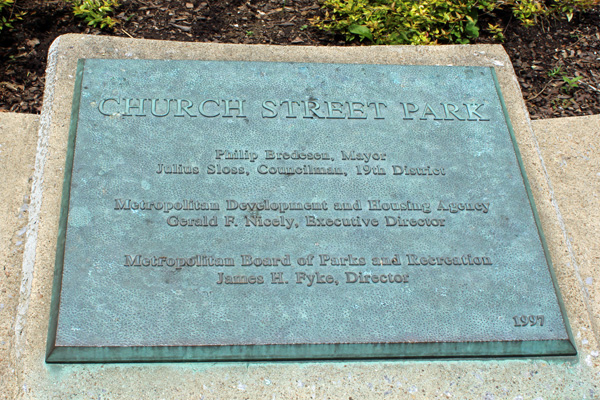 CHURCH STREET PARK
Philip Bredesen, Mayor
Julius Sloss, Councilman, 19th District
Metropolitan Development and Housing Agency
Gerald F. Nicely, Executive Director
Metropolitan Board of Parks and Recreation
James H. Fyke, Director
1997